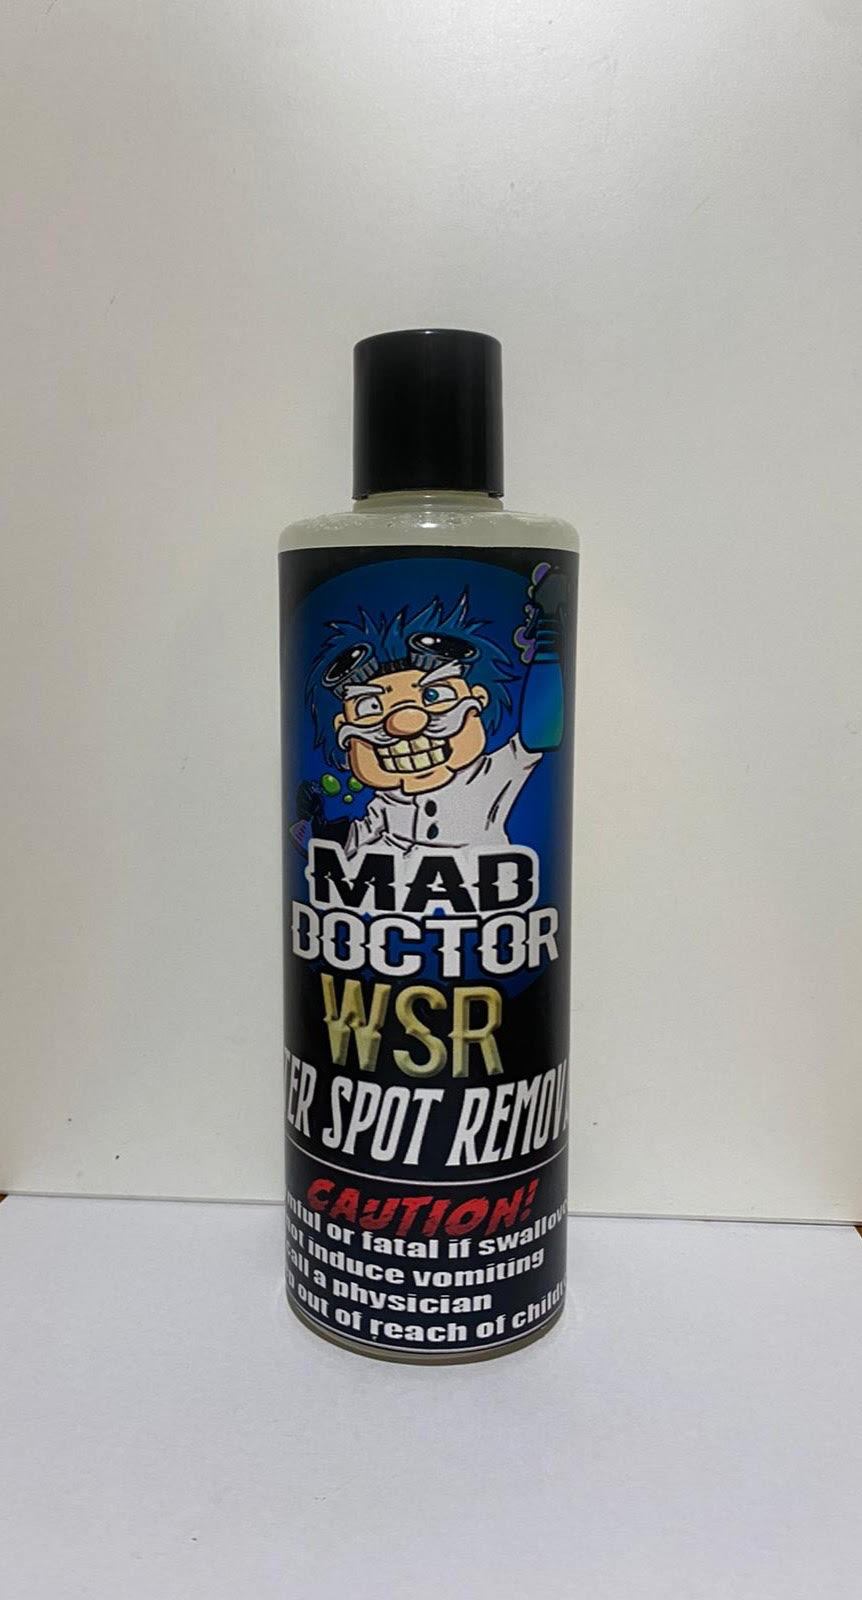 MAD
DOCTOR
WSR
TER SPOT REMOV
CAUTION!
mful or fatal if swallow
not induce vomiting
call a physician
p out of reach of child